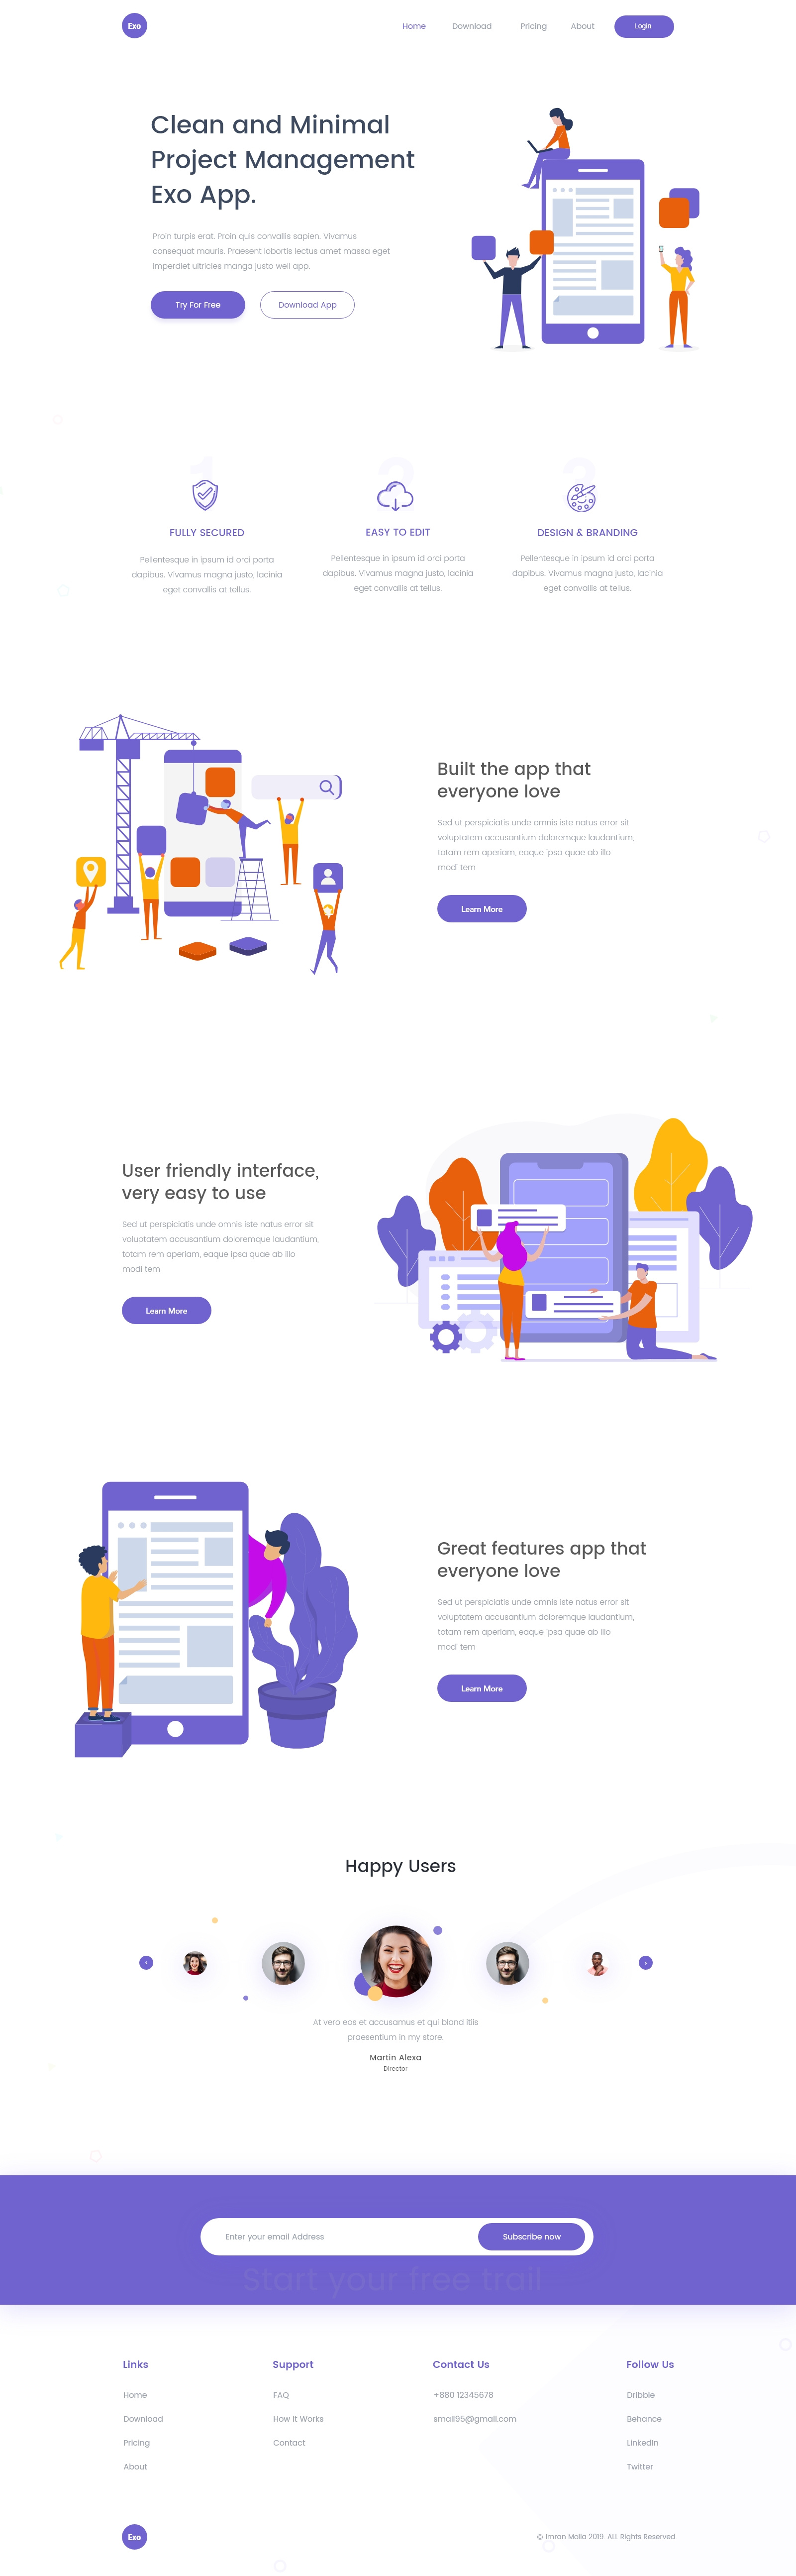 Exo
Home
Download
Pricing
About
Login
Clean and Minimal
Project Management
Exo App.
Proin turpis erat. Proin quis convallis sapien. Vivamus
consequat mauris. Praesent lobortis lectus amet massa eget
imperdiet ultricies manga justo well app.
Try For Free
Download App
1
2
3
FULLY SECURED
EASY TO EDIT
DESIGN & BRANDING
Pellentesque in ipsum id orci porta
dapibus. Vivamus magna justo, lacinia
eget convallis at tellus.
Pellentesque in ipsum id orci porta
dapibus. Vivamus magna justo, lacinia
eget convallis at tellus.
Pellentesque in ipsum id orci porta
dapibus. Vivamus magna justo, lacinia
eget convallis at tellus.
Built the app that
everyone love
Sed ut perspiciatis unde omnis iste natus error sit
voluptatem accusantium doloremque laudantium,
totam rem aperiam, eaque ipsa quae ab illo
modi tem
Learn More
User friendly interface,
very easy to use
Sed ut perspiciatis unde omnis iste natus error sit
voluptatem accusantium doloremque laudantium,
totam rem aperiam, eaque ipsa quae ab illo
modi tem
Learn More
Great features app that
everyone love
Sed ut perspiciatis unde omnis iste natus error sit
voluptatem accusantium doloremque laudantium,
totam rem aperiam, eaque ipsa quae ab illo
modi tem
Learn More
Happy Users
At vero eos et accusamus et qui bland itiis
praesentium in my store.
Martin Alexa
Director
Enter your email Address
Subscribe now
Start your free trail
Links
Home
Download
Pricing
About
Support
FAQ
How it Works
Contact
Contact Us
+880 12345678
small95@gmail.com
Follow Us
Dribble
Behance
LinkedIn
Twitter
Exo
© Imran Molla 2019. ALL Rights Reserved.